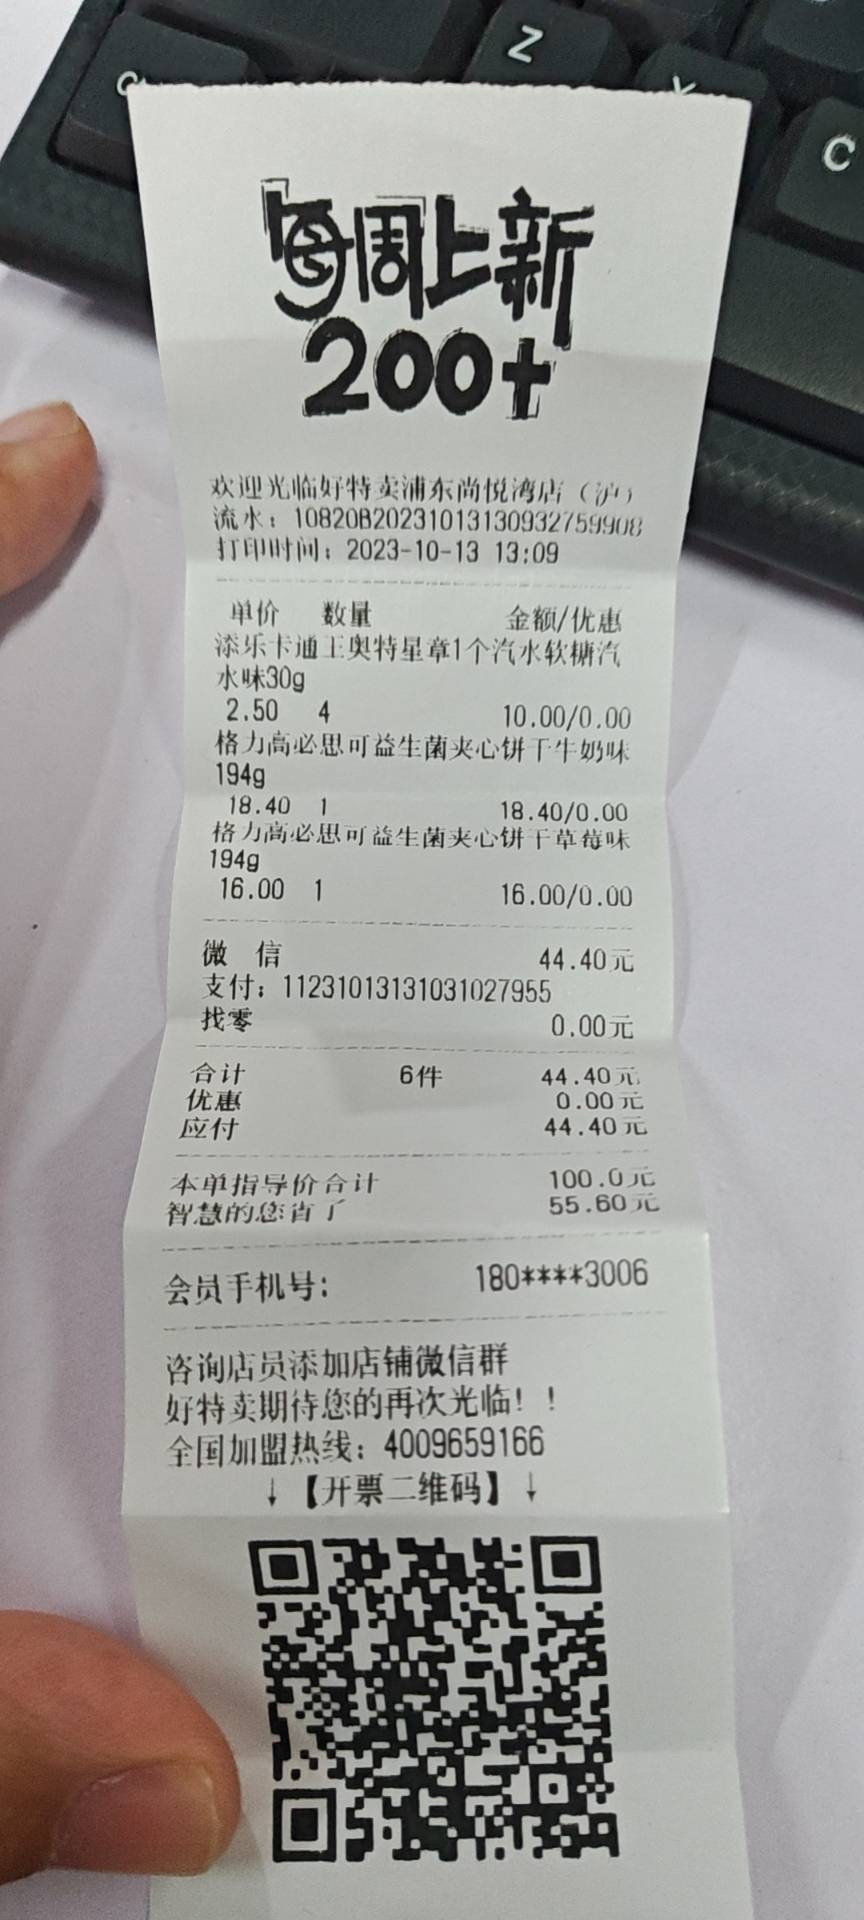 Z
X
C
每周上新
200+
欢迎光临好特卖浦东尚悦湾店（沪）
流水：10820B20231013130932759908
打印时间：2023-10-13 13:09
单价 数量 金额/优惠
添乐卡通王奥特星章1个汽水软糖汽
水味30g
2.50 4 10.00/0.00
格力高必思可益生菌夹心饼干牛奶味
194g
18.40 1 18.40/0.00
格力高必思可益生菌夹心饼干草莓味
194g
16.00 1 16.00/0.00
微 信 44.40元
支付：11231013131031027955
找零 0.00元
合计 6件 44.40元
优惠 0.00元
应付 44.40元
本单指导价合计 100.0元
智慧的您省了 55.60元
会员手机号： 180****3006
咨询店员添加店铺微信群
好特卖期待您的再次光临！！
全国加盟热线：4009659166
↓【开票二维码】↓